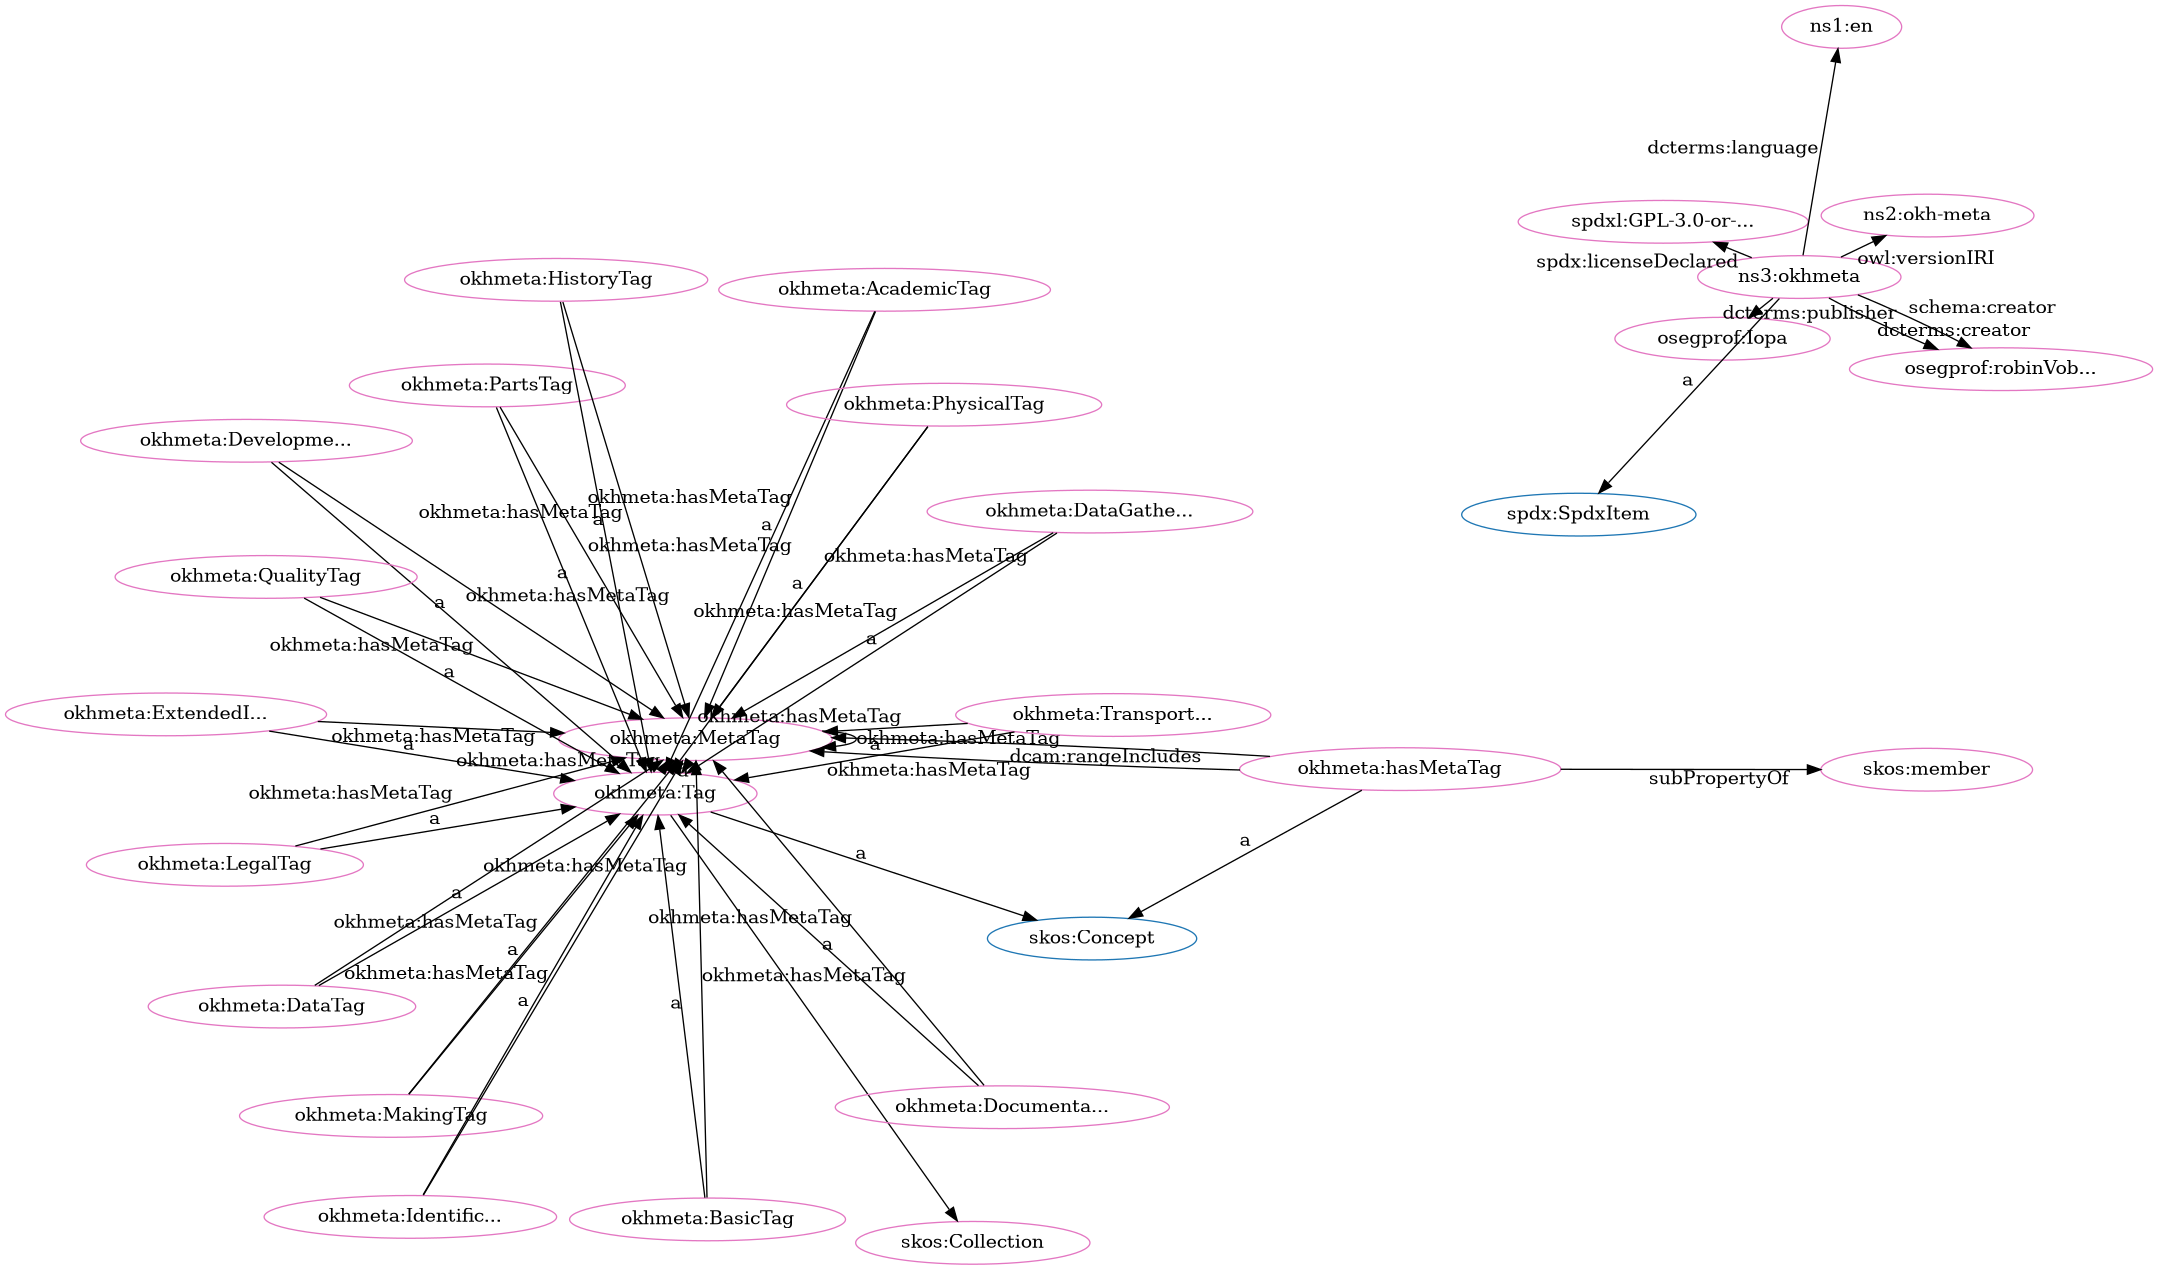 ns1:en
dcterms:language
spdxl:GPL-3.0-or-...
ns2:okh-meta
spdx:licenseDeclared
owl:versionIRI
okhmeta:HistoryTag
okhmeta:AcademicTag
ns3:okhmeta
schema:creator
dcterms:publisher
dcterms:creator
osegprof:iopa
osegprof:robinVob...
okhmeta:PartsTag
a
okhmeta:PhysicalTag
okhmeta:Developme...
okhmeta:hasMetaTag
okhmeta:hasMetaTag
a
a
okhmeta:DataGathe...
spdx:SpdxItem
okhmeta:hasMetaTag
okhmeta:hasMetaTag
okhmeta:QualityTag
a
a
okhmeta:hasMetaTag
a
okhmeta:hasMetaTag
okhmeta:hasMetaTag
a
a
okhmeta:ExtendedI...
okhmeta:hasMetaTag
okhmeta:Transport...
okhmeta:hasMetaTag
okhmeta:MetaTag
okhmeta:hasMetaTag
a
a
okhmeta:hasMetaTag
dcam:rangeIncludes
okhmeta:hasMetaTag
okhmeta:hasMetaTag
skos:member
subPropertyOf
a
okhmeta:hasMetaTag
okhmeta:Tag
a
a
a
okhmeta:LegalTag
okhmeta:hasMetaTag
a
okhmeta:hasMetaTag
okhmeta:hasMetaTag
skos:Concept
a
a
okhmeta:hasMetaTag
okhmeta:hasMetaTag
okhmeta:DataTag
a
a
okhmeta:MakingTag
okhmeta:Documenta...
okhmeta:Identific...
okhmeta:BasicTag
skos:Collection